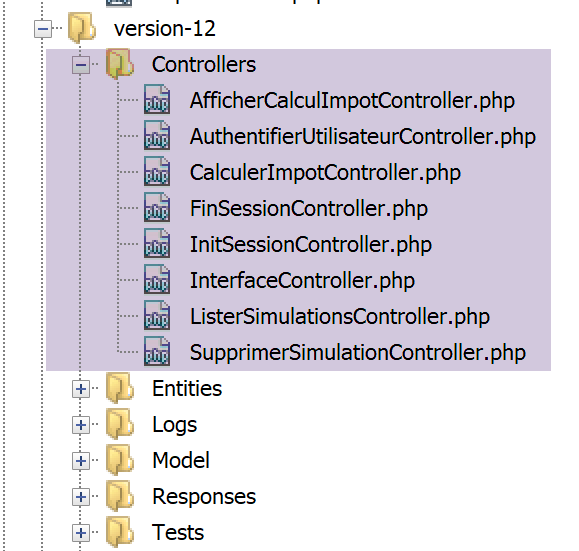 version-12
Controllers
AfficherCalculImpotController.php
AuthentifierUtilisateurController.php
CalculerImpotController.php
FinSessionController.php
InitSessionController.php
InterfaceController.php
ListerSimulationsController.php
SupprimerSimulationController.php
Entities
Logs
Model
Responses
Tests